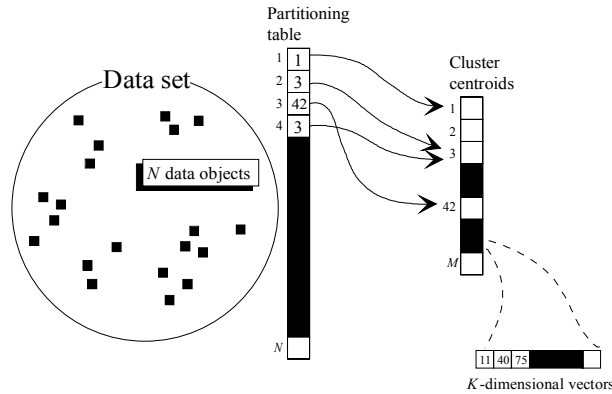 Partitioning
table
Data set
N data objects
1 1
2 3
3 42
4 3
N
Cluster
centroids
1
2
3
42
M
11 40 75
K-dimensional vectors